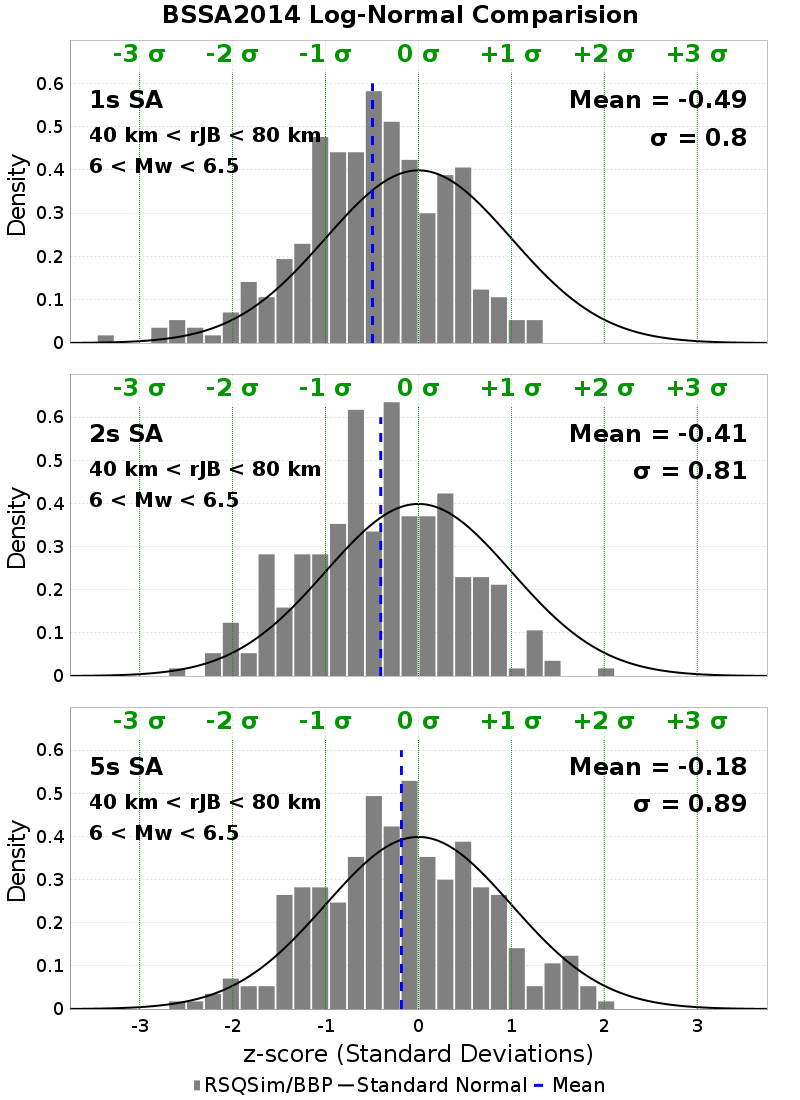 BSSA2014 Log-Normal Comparision
-3 σ -2 σ -1 σ 0 σ +1 σ +2 σ +3 σ
1s SA
40 km < rJB < 80 km
6 < Mw < 6.5
Mean = -0.49
σ = 0.8
Density
0.6
0.5
0.4
0.3
0.2
0.1
0
-3 σ -2 σ -1 σ 0 σ +1 σ +2 σ +3 σ
2s SA
40 km < rJB < 80 km
6 < Mw < 6.5
Mean = -0.41
σ = 0.81
Density
0.6
0.5
0.4
0.3
0.2
0.1
0
-3 σ -2 σ -1 σ 0 σ +1 σ +2 σ +3 σ
5s SA
40 km < rJB < 80 km
6 < Mw < 6.5
Mean = -0.18
σ = 0.89
Density
0.6
0.5
0.4
0.3
0.2
0.1
0
-3 -2 -1 0 1 2 3
z-score (Standard Deviations)
RSQSim/BBP Standard Normal Mean